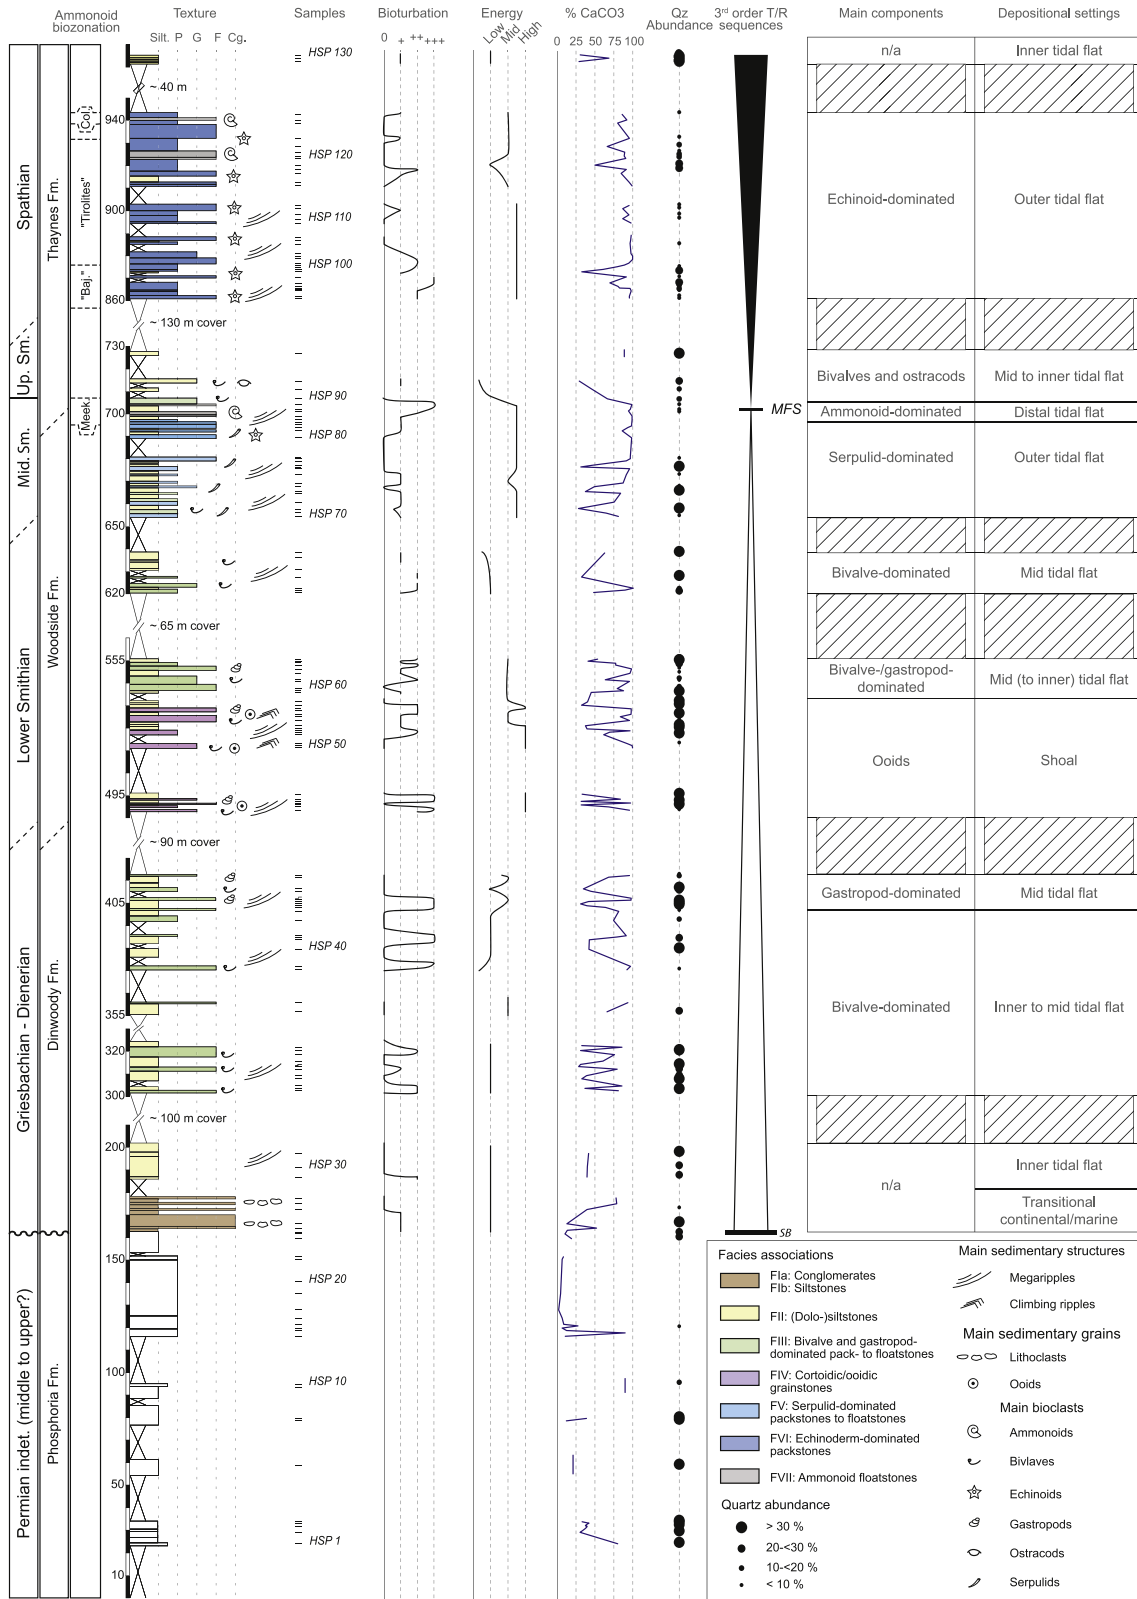 Ammonoid
biozonation
Texture
Samples
Bioturbation
Energy
% CaCO3
Qz
Abundance
3rd order T/R
sequences
Main components
Depositional settings
Silt. P G F Cg.
0 + ++ +++
Low Mid High
0 25 50 75 100
Spathian
Up. Sm.
Mid. Sm.
Lower Smithian
Griesbachian - Dienerian
Permian indet. (middle to upper?)
Thaynes Fm.
Woodside Fm.
Dinwoody Fm.
Phosphoria Fm.
Col.
"Tirolites"
"Baj."
Meek.
~ 40 m
940
900
860
~ 130 m cover
730
700
650
620
~ 65 m cover
555
495
~ 90 m cover
405
355
320
300
~ 100 m cover
200
150
100
50
10
HSP 130
HSP 120
HSP 110
HSP 100
HSP 90
HSP 80
HSP 70
HSP 60
HSP 50
HSP 40
HSP 30
HSP 20
HSP 10
HSP 1
MFS
SB
n/a
Inner tidal flat
Echinoid-dominated
Outer tidal flat
Bivalves and ostracods
Mid to inner tidal flat
Ammonoid-dominated
Distal tidal flat
Serpulid-dominated
Outer tidal flat
Bivalve-dominated
Mid tidal flat
Bivalve-/gastropod-
dominated
Mid (to inner) tidal flat
Ooids
Shoal
Gastropod-dominated
Mid tidal flat
Bivalve-dominated
Inner to mid tidal flat
n/a
Inner tidal flat
Transitional
continental/marine
Facies associations
FIa: Conglomerates
FIb: Siltstones
FII: (Dolo-)siltstones
FIII: Bivalve and gastropod-
dominated pack- to floatstones
FIV: Cortoidic/ooidic
grainstones
FV: Serpulid-dominated
packstones to floatstones
FVI: Echinoderm-dominated
packstones
FVII: Ammonoid floatstones
Quartz abundance
> 30 %
20-<30 %
10-<20 %
< 10 %
Main sedimentary structures
Megaripples
Climbing ripples
Main sedimentary grains
Lithoclasts
Ooids
Main bioclasts
Ammonoids
Bivlaves
Echinoids
Gastropods
Ostracods
Serpulids